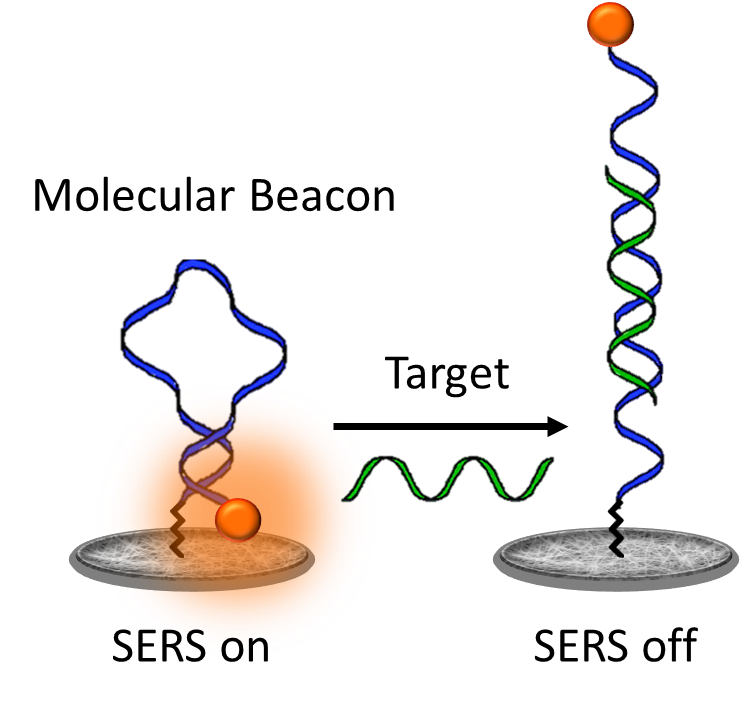 Molecular Beacon
Target
SERS on
SERS off